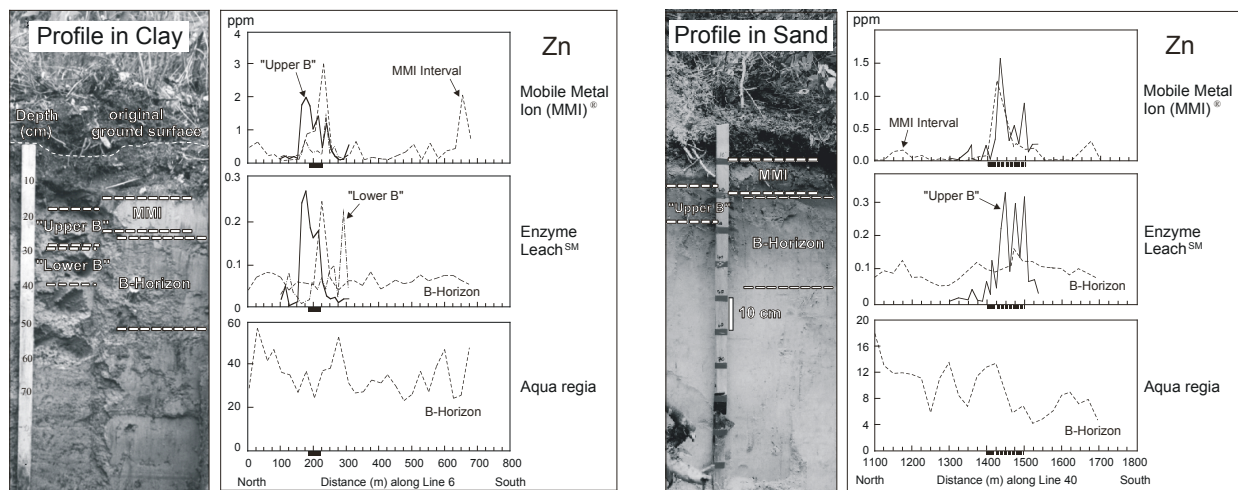 Profile in Clay
Depth
(cm)
original
ground surface
10
20
30
40
50
60
70
"Upper B"
"Lower B"
MMI
B-Horizon
ppm
Zn
4
3
2
1
0
"Upper B"
MMI Interval
Mobile Metal
Ion (MMI) ®
0.3
0.2
0.1
0
"Lower B"
B-Horizon
Enzyme
Leach SM
60
40
20
0
B-Horizon
Aqua regia
0 100 200 300 400 500 600 700 800
North Distance (m) along Line 6 South
Profile in Sand
MMI
"Upper B"
B-Horizon
10 cm
ppm
Zn
2.0
1.5
1.0
0.5
0.0
MMI Interval
Mobile Metal
Ion (MMI) ®
0.4
0.3
0.2
0.1
0
"Upper B"
B-Horizon
Enzyme
Leach SM
20
16
12
8
4
0
B-Horizon
Aqua regia
1100 1200 1300 1400 1500 1600 1700 1800
North Distance (m) along Line 40 South